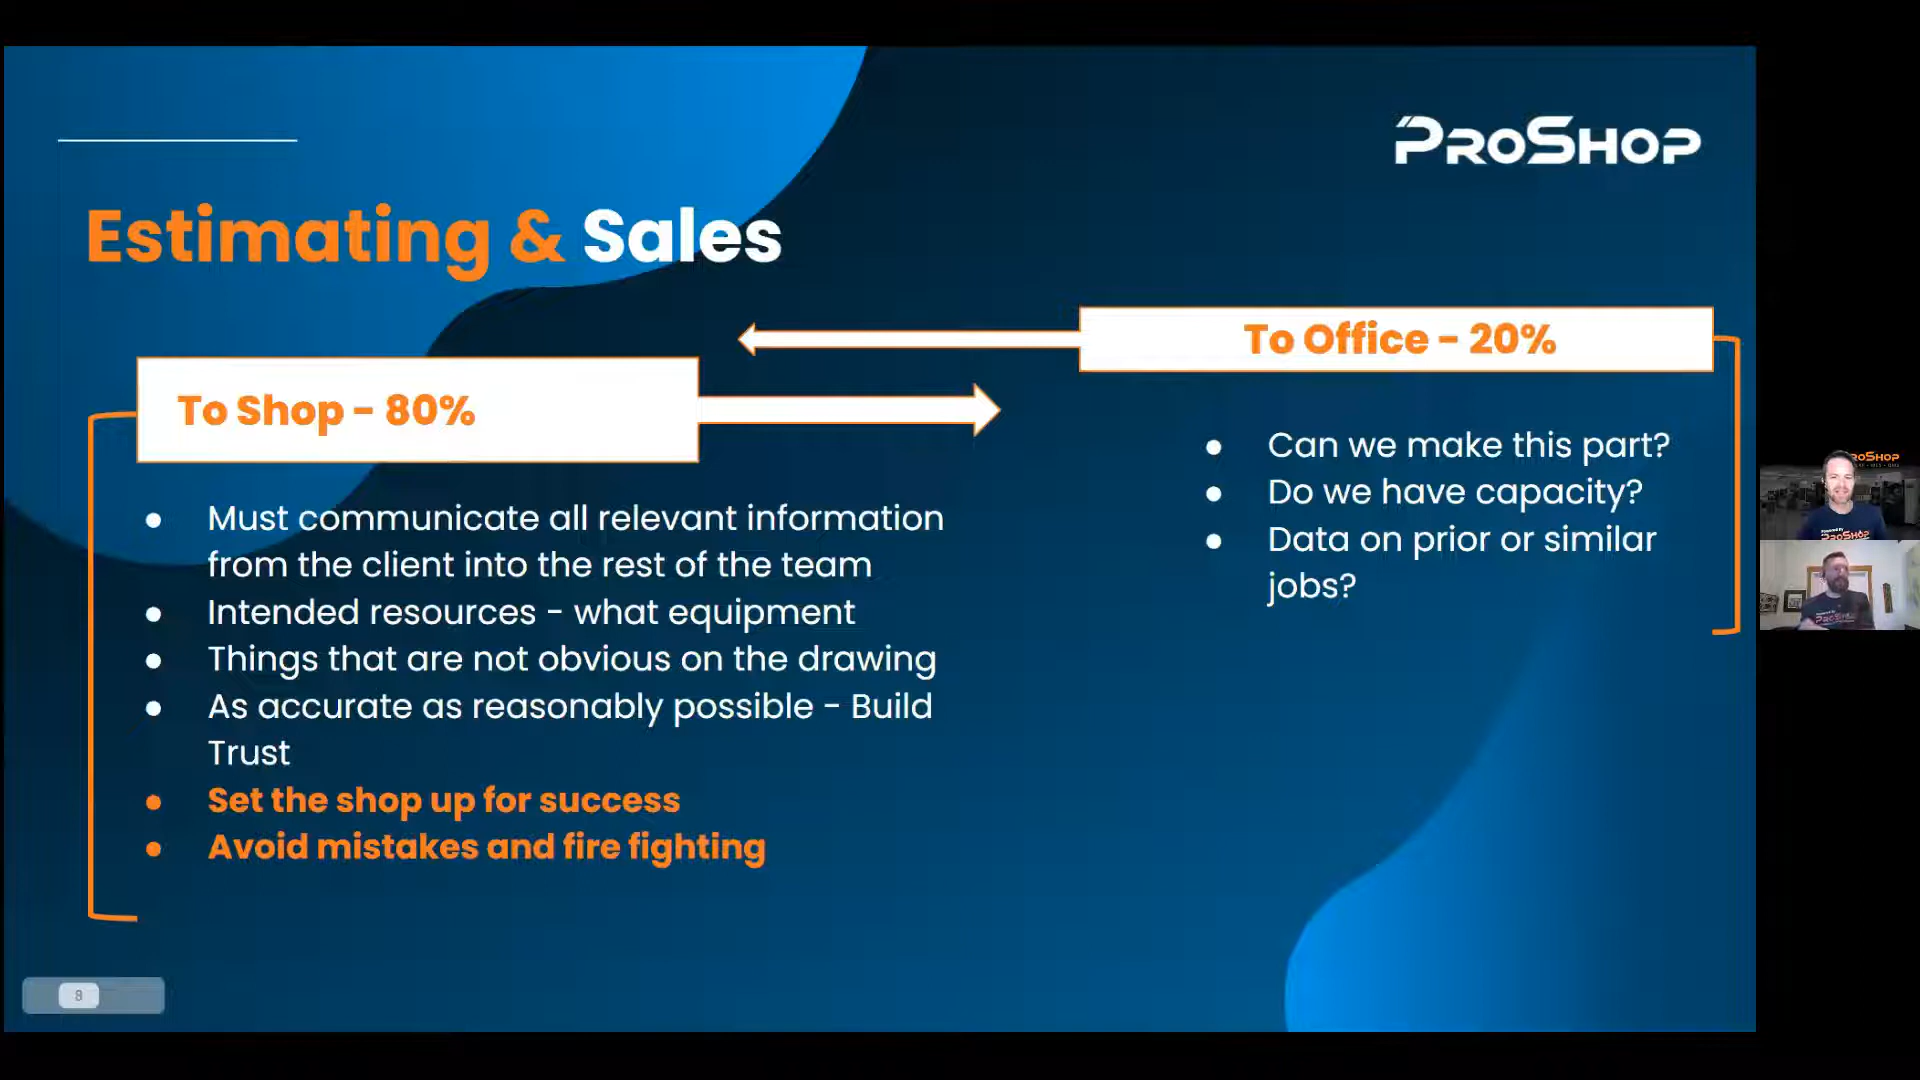 PROSHOP
Estimating & Sales
To Office - 20%
To Shop - 80%
● Can we make this part?
● Do we have capacity?
● Data on prior or similar
jobs?
● Must communicate all relevant information
from the client into the rest of the team
● Intended resources - what equipment
● Things that are not obvious on the drawing
● As accurate as reasonably possible - Build
Trust
● Set the shop up for success
● Avoid mistakes and fire fighting
ROSHOP
PROSHOP
PROSHOP